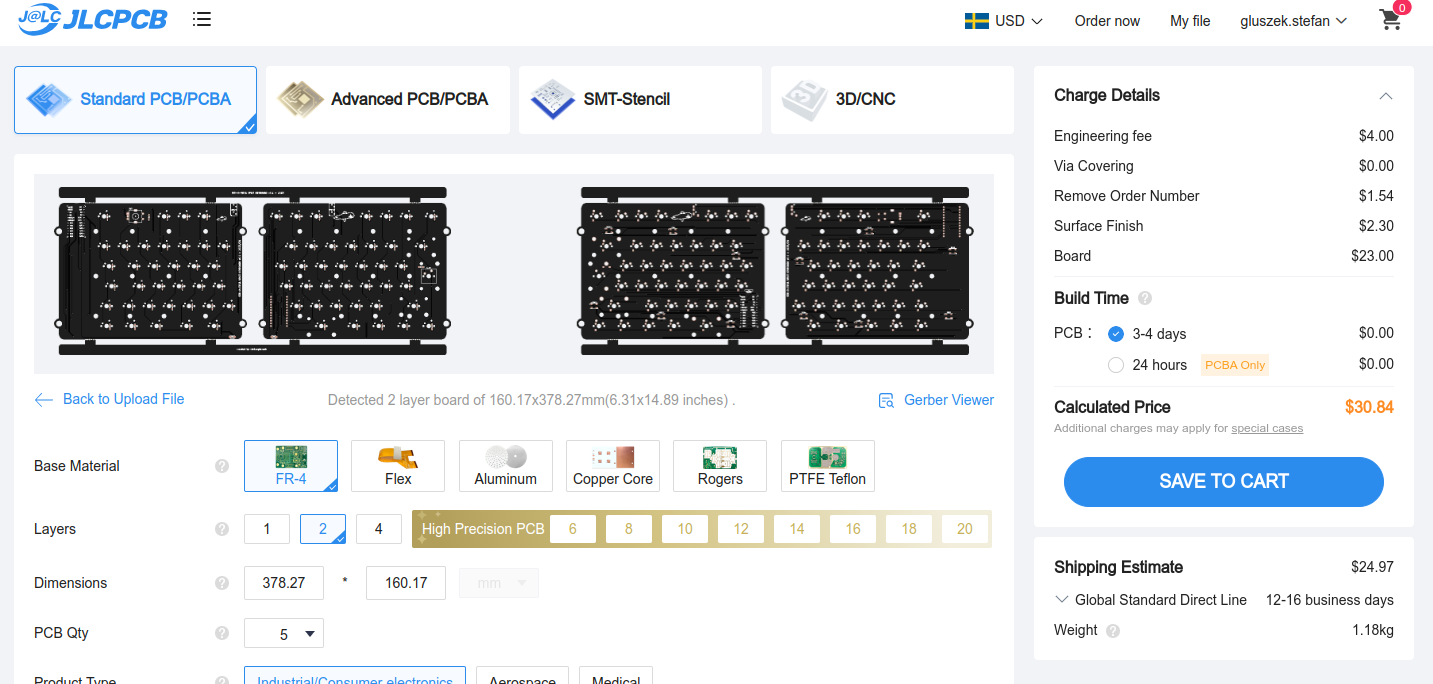 J@LC JLCPCB
USD
Order now
My file
gluszek.stefan
0
Standard PCB/PCBA
Advanced PCB/PCBA
SMT-Stencil
3D/CNC
Back to Upload File
Detected 2 layer board of 160.17x378.27mm(6.31x14.89 inches) .
Gerber Viewer
Base Material
?
FR-4
Flex
Aluminum
Copper Core
Rogers
PTFE Teflon
Layers
?
1
2
4
High Precision PCB
6
8
10
12
14
16
18
20
Dimensions
?
378.27
*
160.17
mm
PCB Qty
?
5
Product Type
?
Industrial/Consumer electronics
Aerospace
Medical
Charge Details
Engineering fee $4.00
Via Covering $0.00
Remove Order Number $1.54
Surface Finish $2.30
Board $23.00
Build Time ?
PCB : 3-4 days $0.00
24 hours PCBA Only $0.00
Calculated Price $30.84
Additional charges may apply for special cases
SAVE TO CART
Shipping Estimate $24.97
Global Standard Direct Line 12-16 business days
Weight ? 1.18kg